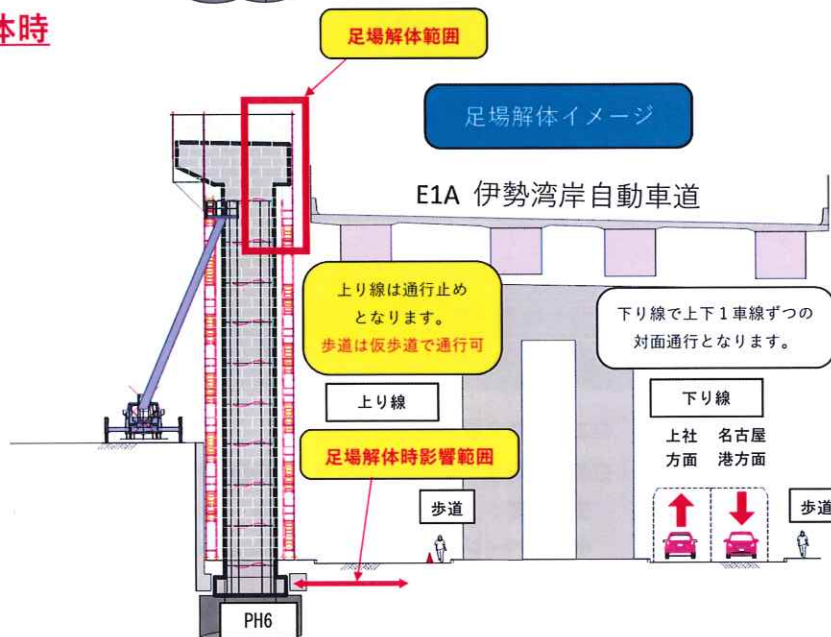 体時
足場解体範囲
足場解体イメージ
E1A 伊勢湾岸自動車道
上り線は通行止め
となります。
歩道は仮歩道で通行可
下り線で上下１車線ずつの
対面通行となります。
上り線
下り線
上社
方面
名古屋
港方面
足場解体時影響範囲
歩道
歩道
PH6